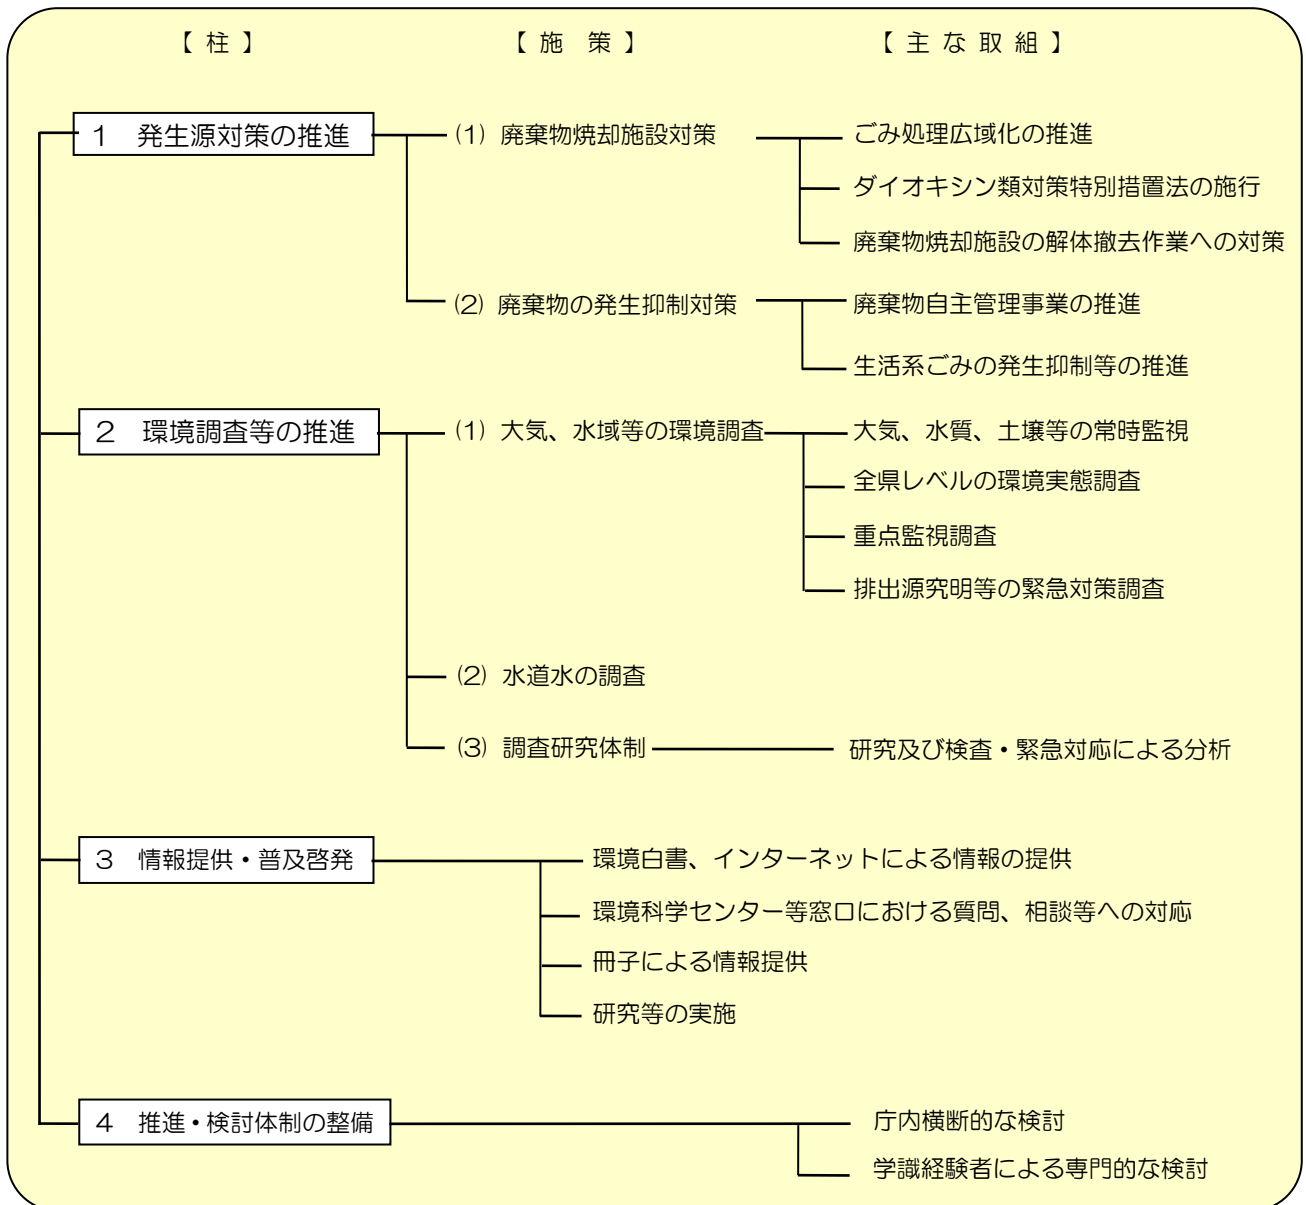 【 柱 】 【 施 策 】 【 主 な 取 組 】
1 発生源対策の推進 (1) 廃棄物焼却施設対策 ごみ処理広域化の推進
ダイオキシン類対策特別措置法の施行
廃棄物焼却施設の解体撤去作業への対策
(2) 廃棄物の発生抑制対策 廃棄物自主管理事業の推進
生活系ごみの発生抑制等の推進
2 環境調査等の推進 (1) 大気、水域等の環境調査 大気、水質、土壌等の常時監視
全県レベルの環境実態調査
重点監視調査
排出源究明等の緊急対策調査
(2) 水道水の調査
(3) 調査研究体制 研究及び検査・緊急対応による分析
3 情報提供・普及啓発 環境白書、インターネットによる情報の提供
環境科学センター等窓口における質問、相談等への対応
冊子による情報提供
研究等の実施
4 推進・検討体制の整備 庁内横断的な検討
学識経験者による専門的な検討